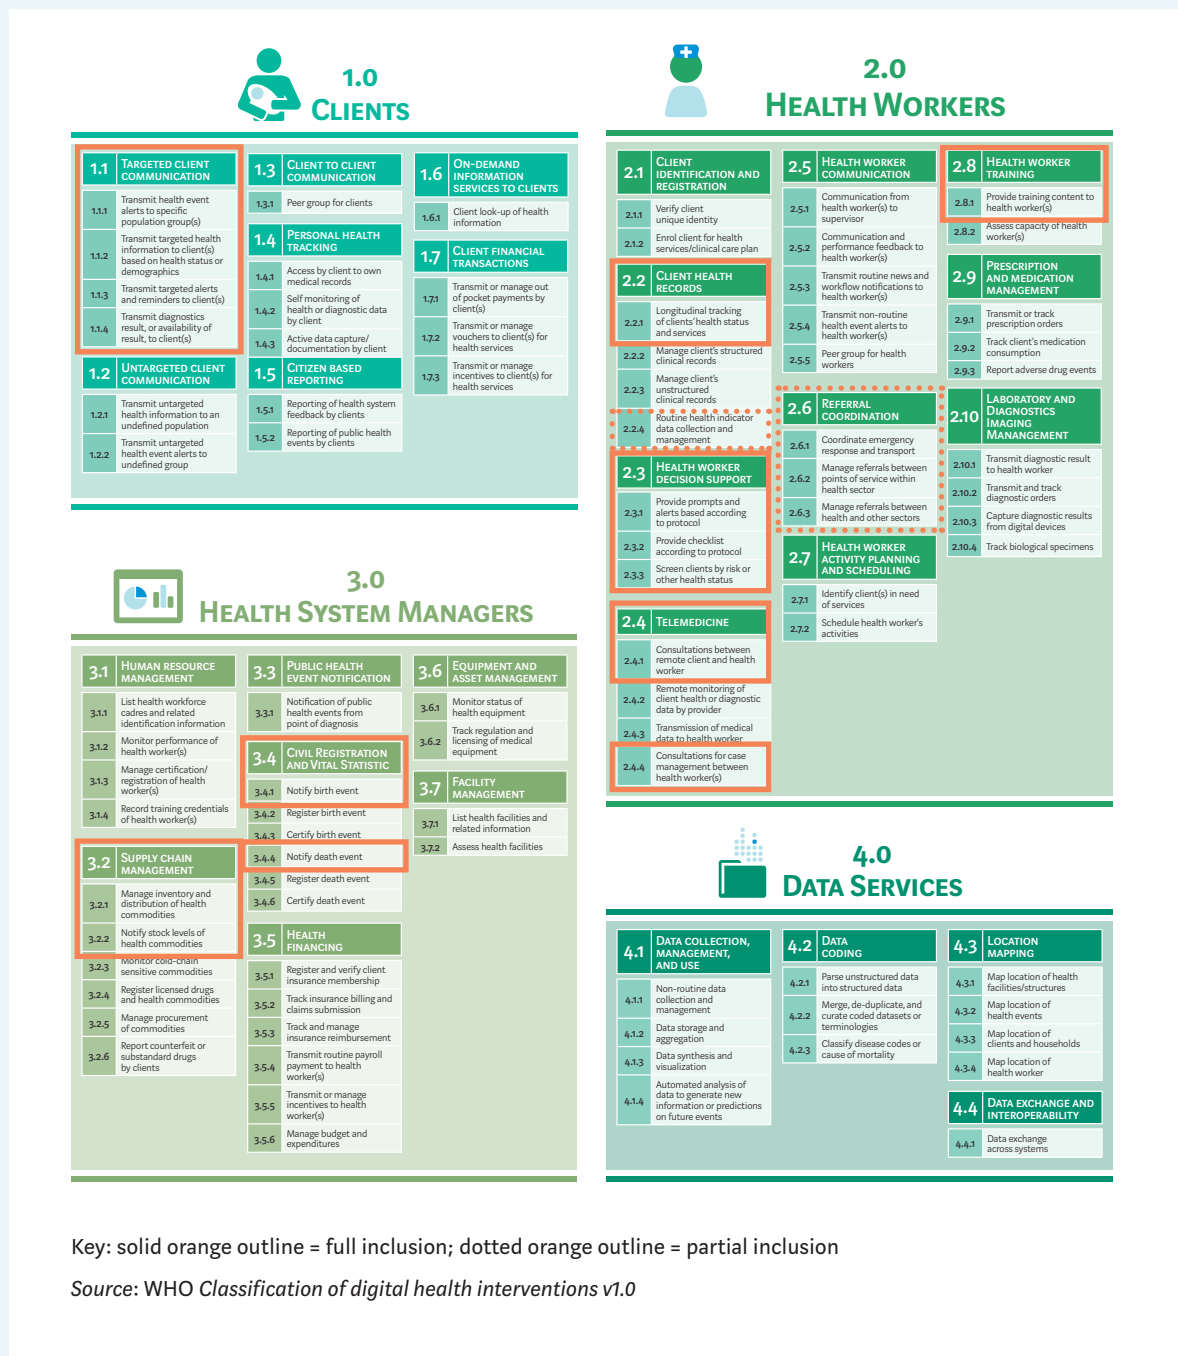 1.0
CLIENTS
1.1
TARGETED CLIENT
COMMUNICATION
1.1.1
Transmit health event
alerts to specific
population group(s)
1.1.2
Transmit targeted health
information to client(s)
based on health status or
demographics
1.1.3
Transmit targeted alerts
and reminders to client(s)
1.1.4
Transmit diagnostics
result, or availability of
result, to client(s)
1.2
UNTARGETED CLIENT
COMMUNICATION
1.2.1
Transmit untargeted
health information to an
undefined population
1.2.2
Transmit untargeted
health event alerts to
undefined group
1.3
CLIENT TO CLIENT
COMMUNICATION
1.3.1
Peer group for clients
1.4
PERSONAL HEALTH
TRACKING
1.4.1
Access by client to own
medical records
1.4.2
Self monitoring of
health or diagnostic data
by client
1.4.3
Active data capture/
documentation by client
1.5
CITIZEN BASED
REPORTING
1.5.1
Reporting of health system
feedback by clients
1.5.2
Reporting of public health
events by clients
1.6
ON-DEMAND
INFORMATION
SERVICES TO CLIENTS
1.6.1
Client look-up of health
information
1.7
CLIENT FINANCIAL
TRANSACTIONS
1.7.1
Transmit or manage out
of pocket payments by
client(s)
1.7.2
Transmit or manage
vouchers to client(s) for
health services
1.7.3
Transmit or manage
incentives to client(s) for
health services
2.0
HEALTH WORKERS
2.1
CLIENT
IDENTIFICATION AND
REGISTRATION
2.1.1
Verify client
unique identity
2.1.2
Enrol client for health
services/clinical care plan
2.2
CLIENT HEALTH
RECORDS
2.2.1
Longitudinal tracking
of clients' health status
and services
2.2.2
Manage client's structured
clinical records
2.2.3
Manage client's
unstructured
clinical records
2.2.4
Routine health indicator
data collection and
management
2.3
HEALTH WORKER
DECISION SUPPORT
2.3.1
Provide prompts and
alerts based according
to protocol
2.3.2
Provide checklist
according to protocol
2.3.3
Screen clients by risk or
other health status
2.4
TELEMEDICINE
2.4.1
Consultations between
remote client and health
worker
2.4.2
Remote monitoring of
client health or diagnostic
data by provider
2.4.3
Transmission of medical
data to health worker
2.4.4
Consultations for case
management between
health worker(s)
2.5
HEALTH WORKER
COMMUNICATION
2.5.1
Communication from
health worker(s) to
supervisor
2.5.2
Communication and
performance feedback to
health worker(s)
2.5.3
Transmit routine news and
workflow notifications to
health worker(s)
2.5.4
Transmit non-routine
health event alerts to
health worker(s)
2.5.5
Peer group for health
workers
2.6
REFERRAL
COORDINATION
2.6.1
Coordinate emergency
response and transport
2.6.2
Manage referrals between
points of service within
health sector
2.6.3
Manage referrals between
health and other sectors
2.7
HEALTH WORKER
ACTIVITY PLANNING
AND SCHEDULING
2.7.1
Identify client(s) in need
of services
2.7.2
Schedule health worker's
activities
2.8
HEALTH WORKER
TRAINING
2.8.1
Provide training content to
health worker(s)
2.8.2
Assess capacity of health
worker(s)
2.9
PRESCRIPTION
AND MEDICATION
MANAGEMENT
2.9.1
Transmit or track
prescription orders
2.9.2
Track client's medication
consumption
2.9.3
Report adverse drug events
2.10
LABORATORY AND
DIAGNOSTICS
IMAGING
MANANGEMENT
2.10.1
Transmit diagnostic result
to health worker
2.10.2
Transmit and track
diagnostic orders
2.10.3
Capture diagnostic results
from digital devices
2.10.4
Track biological specimens
3.0
HEALTH SYSTEM MANAGERS
3.1
HUMAN RESOURCE
MANAGEMENT
3.1.1
List health workforce
cadres and related
identification information
3.1.2
Monitor performance of
health worker(s)
3.1.3
Manage certification/
registration of health
worker(s)
3.1.4
Record training credentials
of health worker(s)
3.2
SUPPLY CHAIN
MANAGEMENT
3.2.1
Manage inventory and
distribution of health
commodities
3.2.2
Notify stock levels of
health commodities
3.2.3
Monitor cold-chain
sensitive commodities
3.2.4
Register licensed drugs
and health commodities
3.2.5
Manage procurement
of commodities
3.2.6
Report counterfeit or
substandard drugs
by clients
3.3
PUBLIC HEALTH
EVENT NOTIFICATION
3.3.1
Notification of public
health events from
point of diagnosis
3.4
CIVIL REGISTRATION
AND VITAL STATISTIC
3.4.1
Notify birth event
3.4.2
Register birth event
3.4.3
Certify birth event
3.4.4
Notify death event
3.4.5
Register death event
3.4.6
Certify death event
3.5
HEALTH
FINANCING
3.5.1
Register and verify client
insurance membership
3.5.2
Track insurance billing and
claims submission
3.5.3
Track and manage
insurance reimbursement
3.5.4
Transmit routine payroll
payment to health
worker(s)
3.5.5
Transmit or manage
incentives to health
worker(s)
3.5.6
Manage budget and
expenditures
3.6
EQUIPMENT AND
ASSET MANAGEMENT
3.6.1
Monitor status of
health equipment
3.6.2
Track regulation and
licensing of medical
equipment
3.7
FACILITY
MANAGEMENT
3.7.1
List health facilities and
related information
3.7.2
Assess health facilities
4.0
DATA SERVICES
4.1
DATA COLLECTION,
MANAGEMENT,
AND USE
4.1.1
Non-routine data
collection and
management
4.1.2
Data storage and
aggregation
4.1.3
Data synthesis and
visualization
4.1.4
Automated analysis of
data to generate new
information or predictions
on future events
4.2
DATA
CODING
4.2.1
Parse unstructured data
into structured data
4.2.2
Merge, de-duplicate, and
curate coded datasets or
terminologies
4.2.3
Classify disease codes or
cause of mortality
4.3
LOCATION
MAPPING
4.3.1
Map location of health
facilities/structures
4.3.2
Map location of
health events
4.3.3
Map location of
clients and households
4.3.4
Map location of
health worker
4.4
DATA EXCHANGE AND
INTEROPERABILITY
4.4.1
Data exchange
across systems
Key: solid orange outline = full inclusion; dotted orange outline = partial inclusion
Source: WHO Classification of digital health interventions v1.0